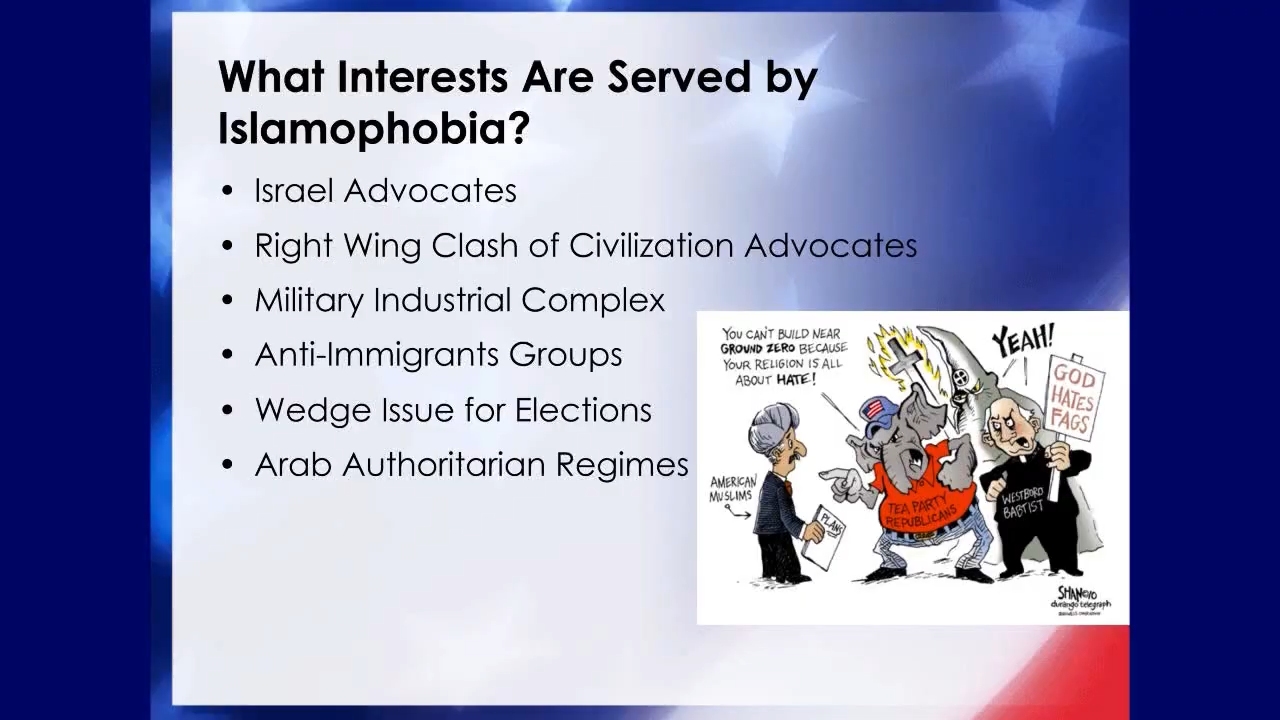 What Interests Are Served by
Islamophobia?
• Israel Advocates
• Right Wing Clash of Civilization Advocates
• Military Industrial Complex
• Anti-Immigrants Groups
• Wedge Issue for Elections
• Arab Authoritarian Regimes
YOU CAN'T BUILD NEAR
GROUND ZERO BECAUSE
YOUR RELIGION IS ALL
ABOUT HATE!
YEAH!
GOD
HATES
FAGS
AMERICAN
MUSLIMS
PLANS
TEA PARTY
REPUBLICANS
WESTBORO
BABTIST
durango telegraph